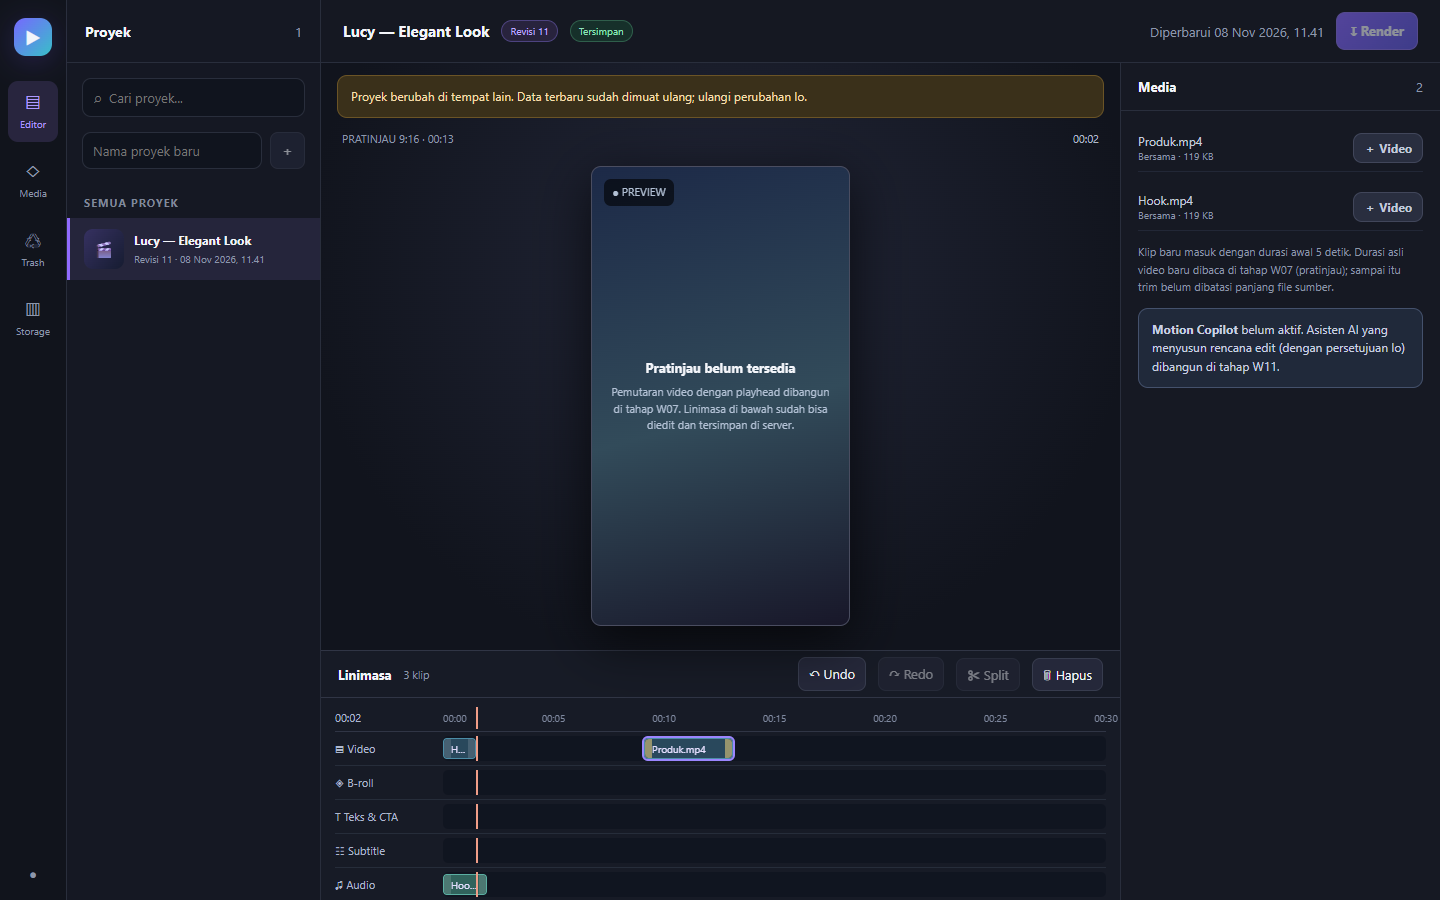 Editor
Media
Trash
Storage
Proyek
1
Cari proyek...
Nama proyek baru
+
SEMUA PROYEK
Lucy — Elegant Look
Revisi 11 · 08 Nov 2026, 11.41
Lucy — Elegant Look
Revisi 11
Tersimpan
Diperbarui 08 Nov 2026, 11.41
Render
Proyek berubah di tempat lain. Data terbaru sudah dimuat ulang; ulangi perubahan lo.
PRATINJAU 9:16 · 00:13
00:02
PREVIEW
Pratinjau belum tersedia
Pemutaran video dengan playhead dibangun
di tahap W07. Linimasa di bawah sudah bisa
diedit dan tersimpan di server.
Media
2
Produk.mp4
Bersama · 119 KB
+ Video
Hook.mp4
Bersama · 119 KB
+ Video
Klip baru masuk dengan durasi awal 5 detik. Durasi asli
video baru dibaca di tahap W07 (pratinjau); sampai itu
trim belum dibatasi panjang file sumber.
Motion Copilot belum aktif. Asisten AI yang
menyusun rencana edit (dengan persetujuan lo)
dibangun di tahap W11.
Linimasa
3 klip
Undo
Redo
Split
Hapus
00:02
00:00
00:05
00:10
00:15
00:20
00:25
00:30
Video
H...
Produk.mp4
B-roll
T Teks & CTA
Subtitle
Audio
Hoo...